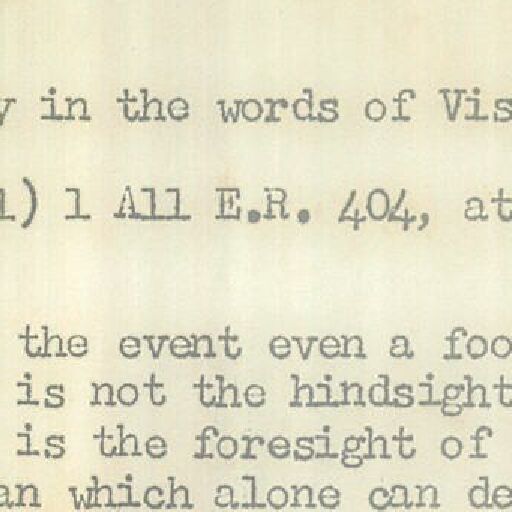 y in the words of Vis
1) 1 All E.R. 404, at
the event even a foo
is not the hindsight
is the foresight of
an which alone can de